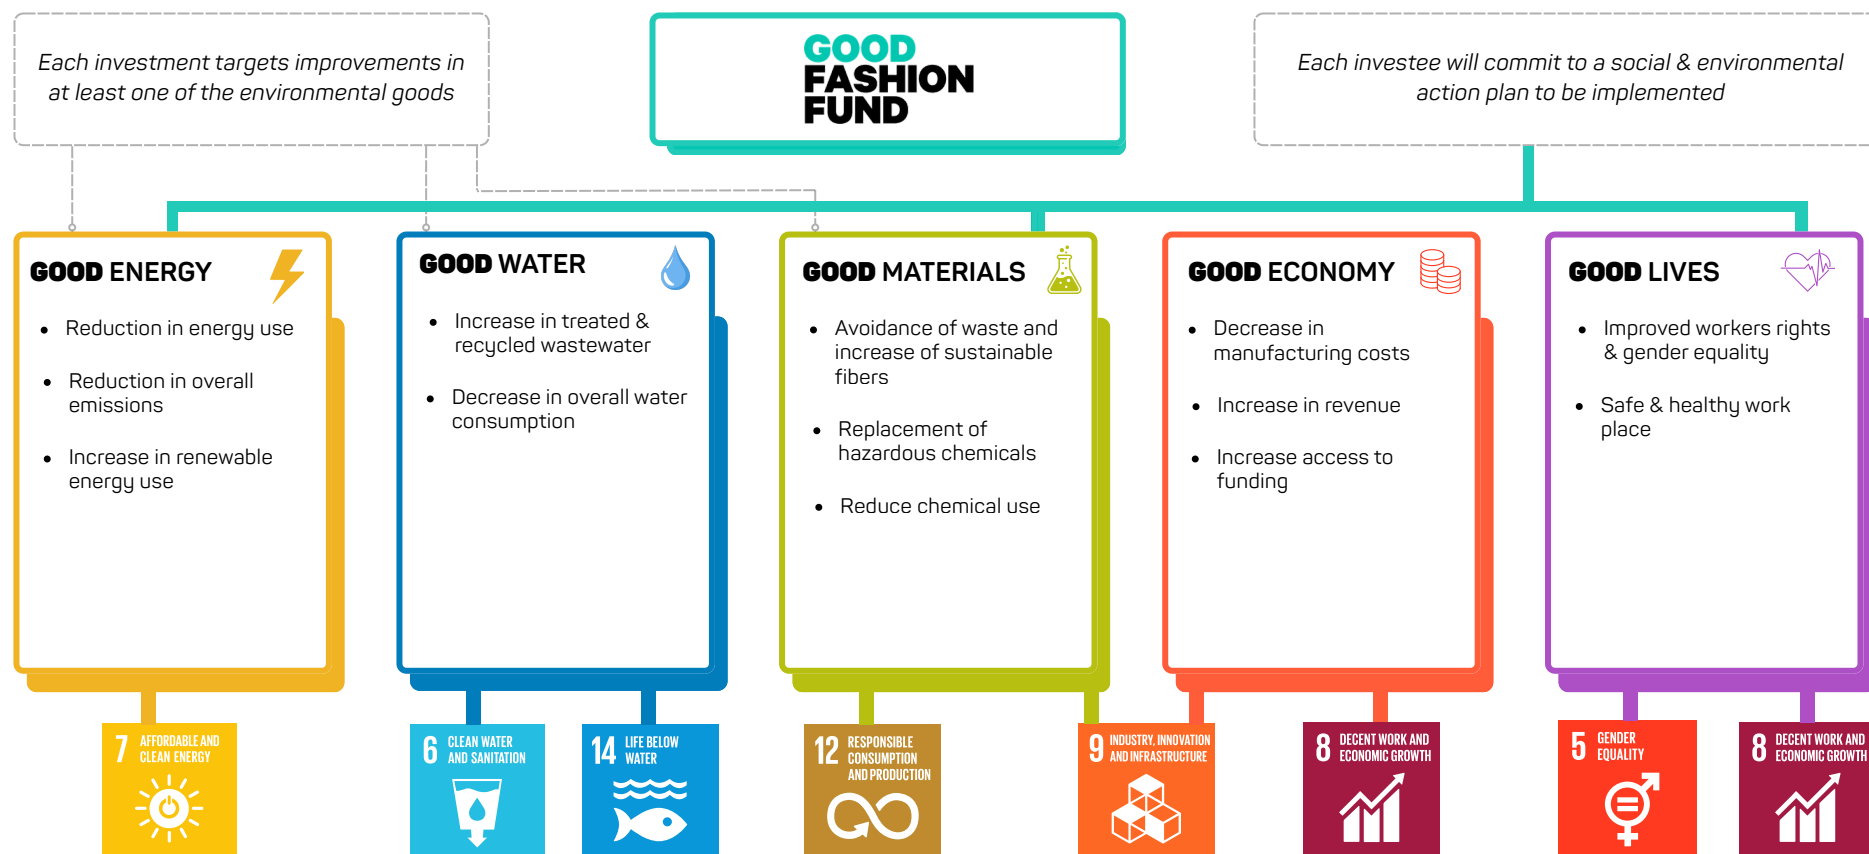 Each investment targets improvements in
at least one of the environmental goods
GOOD
FASHION
FUND
Each investee will commit to a social & environmental
action plan to be implemented
GOOD ENERGY
• Reduction in energy use
• Reduction in overall
emissions
• Increase in renewable
energy use
GOOD WATER
• Increase in treated &
recycled wastewater
• Decrease in overall water
consumption
GOOD MATERIALS
• Avoidance of waste and
increase of sustainable
fibers
• Replacement of
hazardous chemicals
• Reduce chemical use
GOOD ECONOMY
• Decrease in
manufacturing costs
• Increase in revenue
• Increase access to
funding
GOOD LIVES
• Improved workers rights
& gender equality
• Safe & healthy work
place
7 AFFORDABLE AND
CLEAN ENERGY
6 CLEAN WATER
AND SANITATION
14 LIFE BELOW
WATER
12 RESPONSIBLE
CONSUMPTION
AND PRODUCTION
9 INDUSTRY, INNOVATION
AND INFRASTRUCTURE
8 DECENT WORK AND
ECONOMIC GROWTH
5 GENDER
EQUALITY
8 DECENT WORK AND
ECONOMIC GROWTH